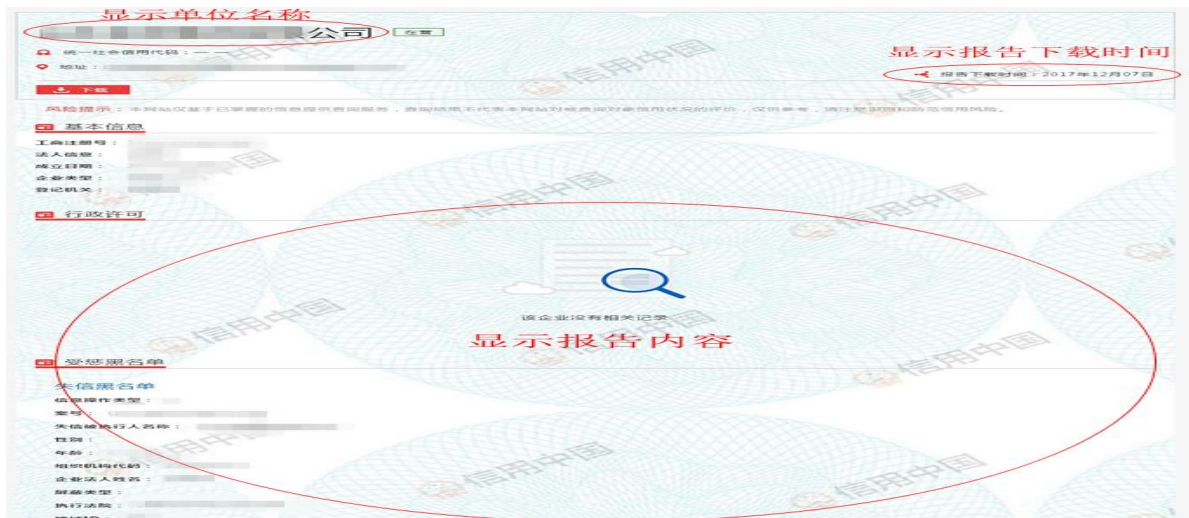 显示单位名称
公司 在营
统一社会信用代码：— —
显示报告下载时间
地址：
报告下载时间：2017年12月07日
下载
风险提示：本网站仅基于已掌握的信息提供查询服务，查询结果不代表本网站对被查询对象信用状况的评价，仅供参考，请注意识别和防范信用风险。
基本信息
工商注册号：
法人信息：
成立日期：
企业类型：
登记机关：
行政许可
该企业没有相关记录
显示报告内容
受惩黑名单
失信黑名单
信息操作类型：
案号：
失信被执行人名称：
性别：
年龄：
组织机构代码：
企业法人姓名：
屏蔽类型：
执行法院：
信用中国